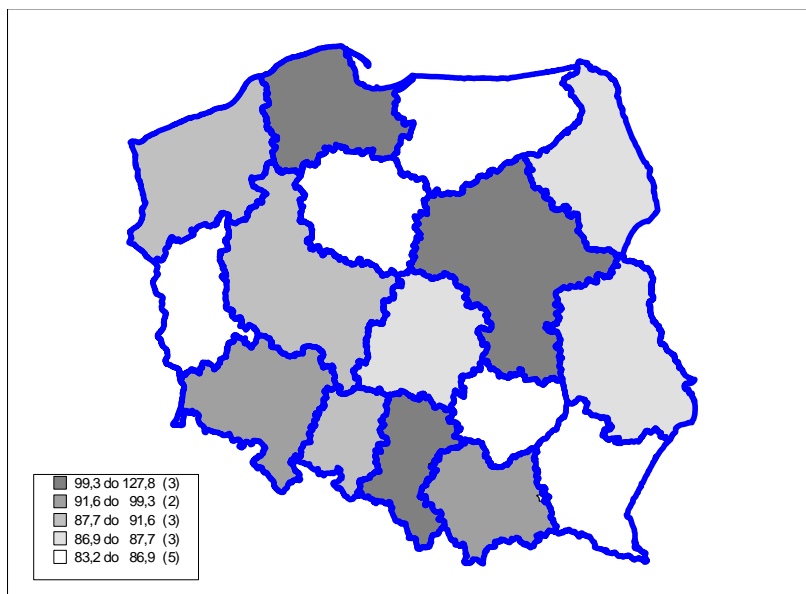 99,3 do 127,8 (3)
91,6 do 99,3 (2)
87,7 do 91,6 (3)
86,9 do 87,7 (3)
83,2 do 86,9 (5)